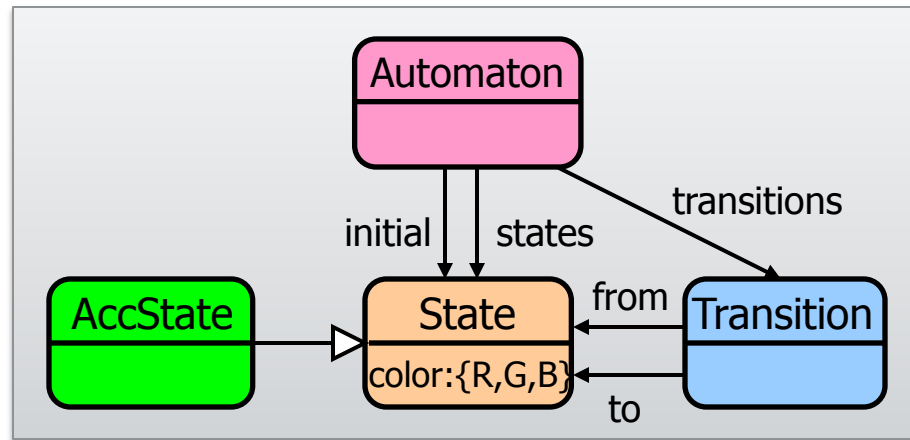 Automaton
transitions
initial
states
AccState
State
from
Transition
color:{R,G,B}
to